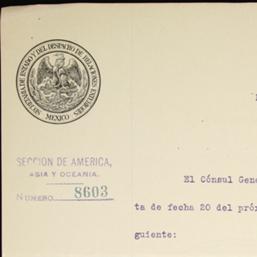 SECRETARIA DE ESTADO Y DEL DESPACHO DE RELACIONES EXTERIORES
MEXICO
SECCION DE AMERICA,
ASIA Y OCEANIA.
NUMERO 8603
El Cónsul Gene
ta de fecha 20 del próx
guiente: